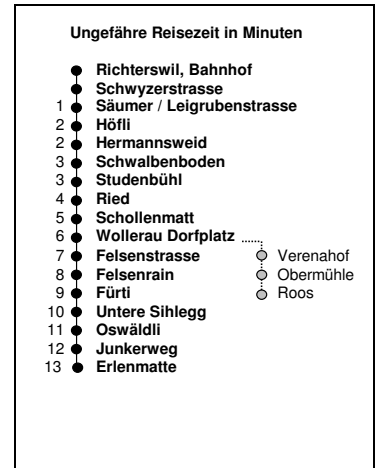 Ungefähre Reisezeit in Minuten
Richterswil, Bahnhof
Schwyzerstrasse
1 Säumer / Leigrubenstrasse
2 Höfli
2 Hermannsweid
3 Schwalbenboden
3 Studenbühl
4 Ried
5 Schollenmatt
6 Wollerau Dorfplatz
7 Felsenstrasse Verenahof
8 Felsenrain Obermühle
9 Fürti Roos
10 Untere Sihlegg
11 Oswäldli
12 Junkerweg
13 Erlenmatte